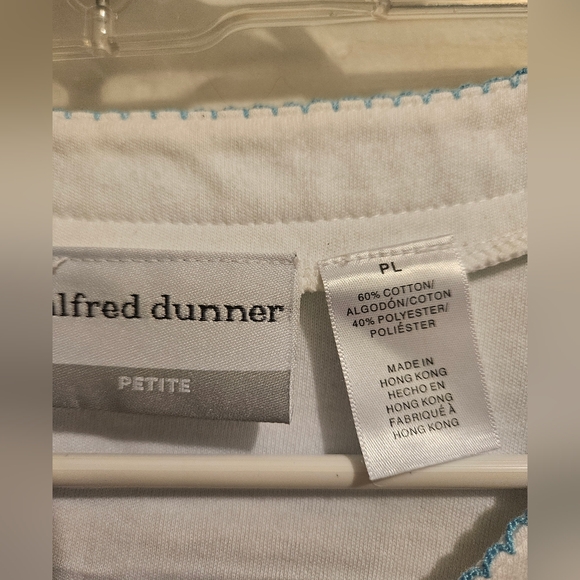 alfred dunner
PETITE
PL
60% COTTON/
ALGODÓN/COTON
40% POLYESTER/
POLIÉSTER
MADE IN
HONG KONG
HECHO EN
HONG KONG
FABRIQUÉ À
HONG KONG